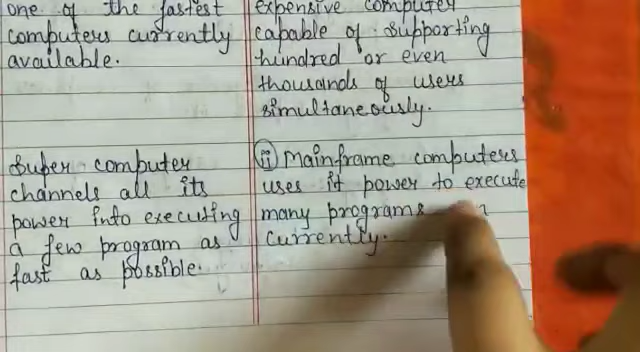 one of the fastest
computers currently
available.
expensive computer
capable of supporting
hundred or even
thousands of users
simultaneously.
Super computer
channels all its
power into executing
a few program as
fast as possible.
(ii) Mainframe computers
uses it power to execute
many programs
currently.